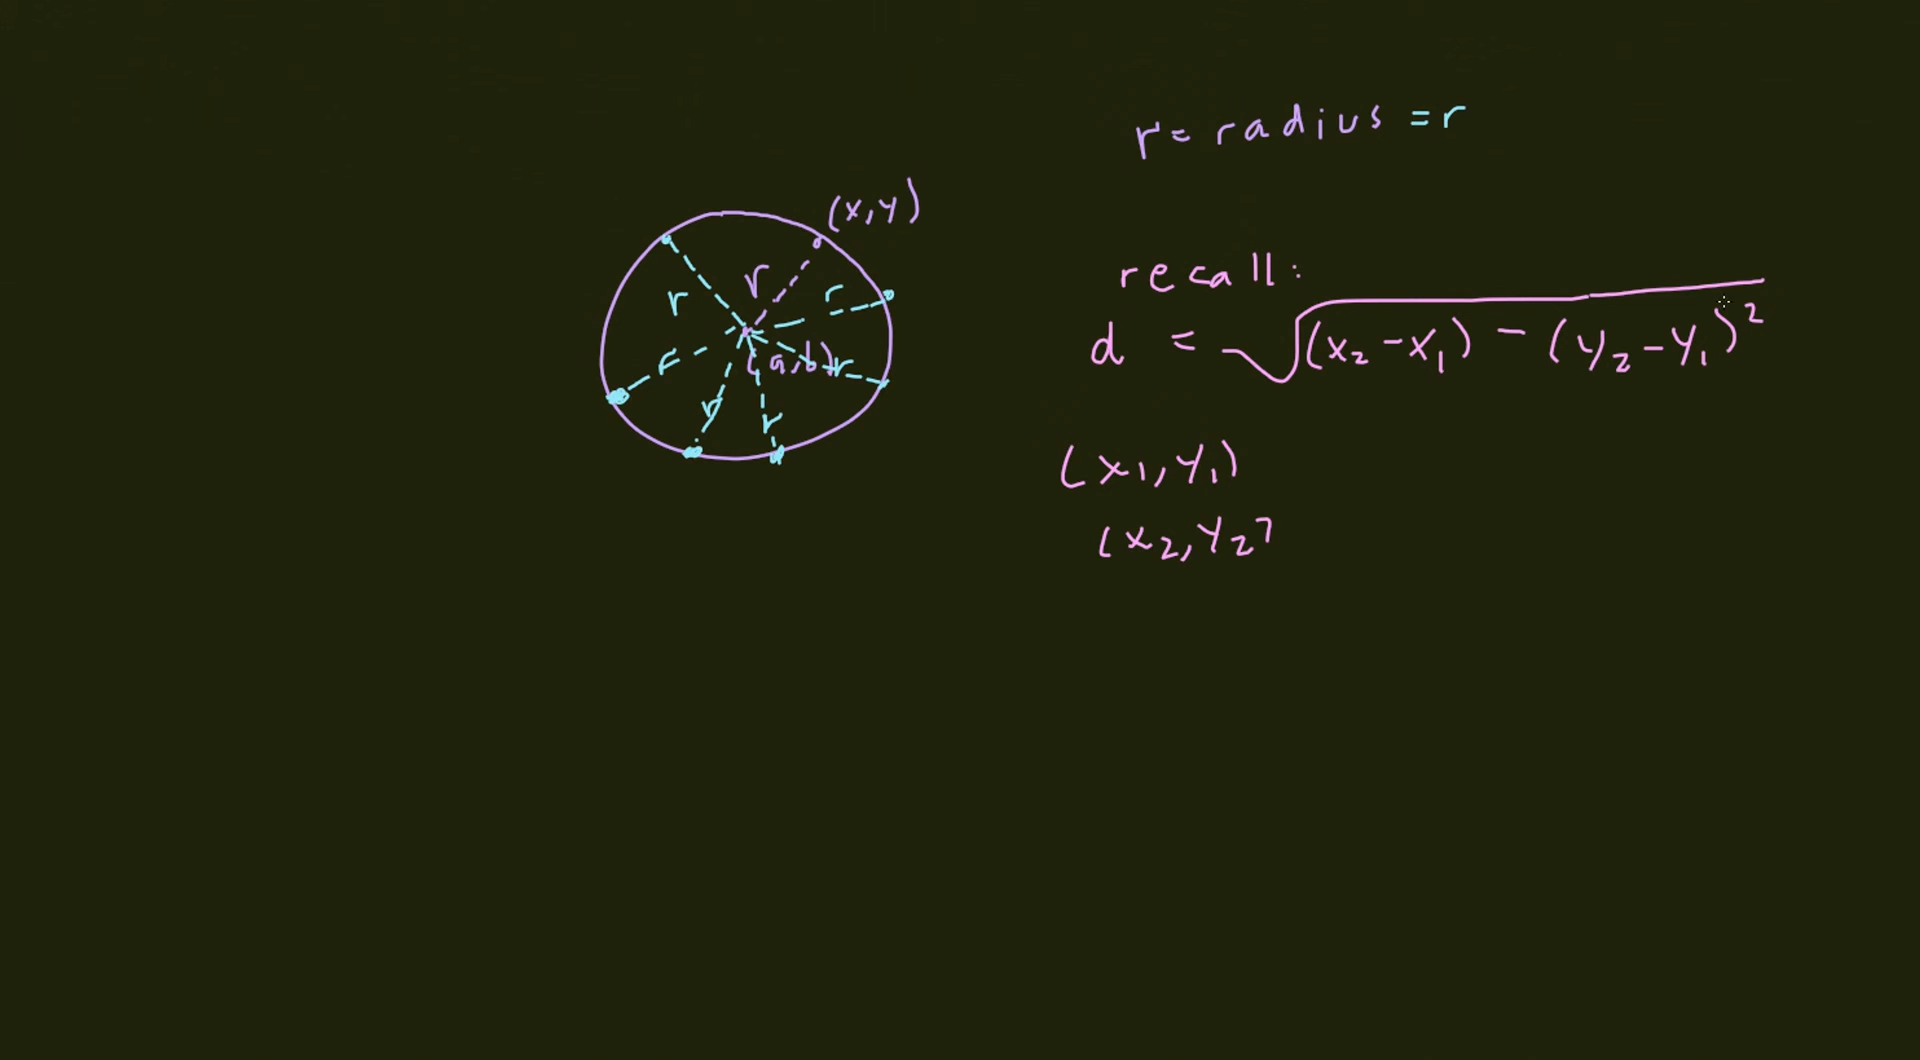 r = radius = r
(x,y)
r
r
r
r
(a,b)
r
r
r
recall:
d = √(x₂-x₁) - (y₂-y₁)²
(x1,y₁)
(x2,y2)